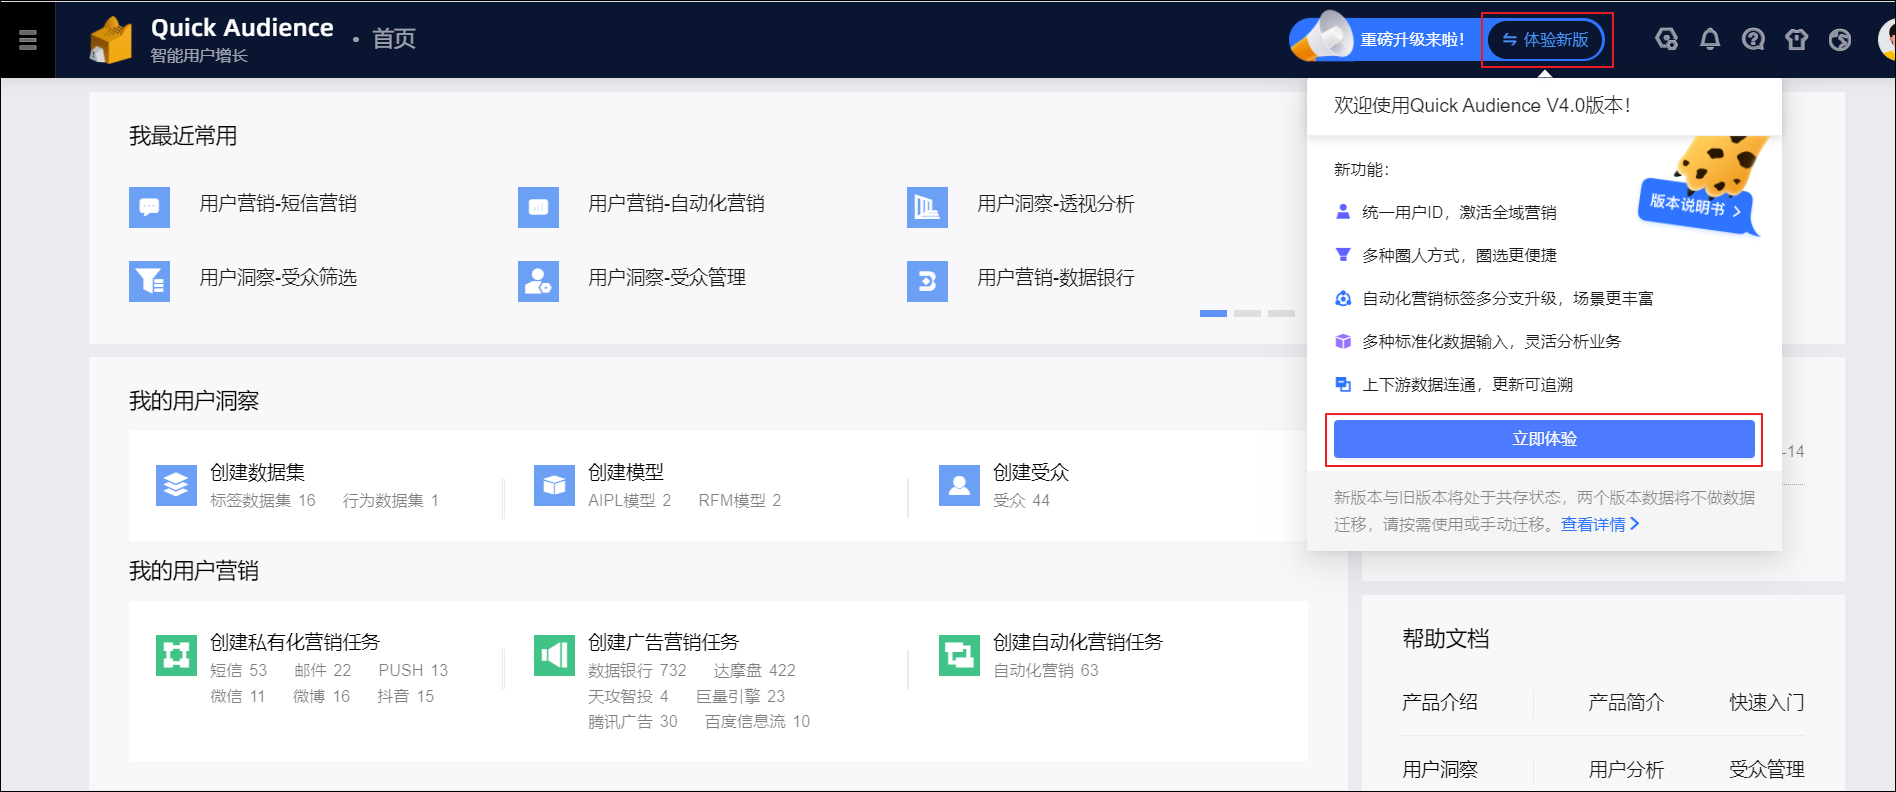 Quick Audience
智能用户增长
· 首页
重磅升级来啦！
体验新版
欢迎使用Quick Audience V4.0版本！
新功能：
版本说明书 >
统一用户ID，激活全域营销
多种圈人方式，圈选更便捷
自动化营销标签多分支升级，场景更丰富
多种标准化数据输入，灵活分析业务
上下游数据连通，更新可追溯
立即体验
新版本与旧版本将处于共存状态，两个版本数据将不做数据
迁移，请按需使用或手动迁移。查看详情 >
我最近常用
用户营销-短信营销 用户营销-自动化营销 用户洞察-透视分析
用户洞察-受众筛选 用户洞察-受众管理 用户营销-数据银行
我的用户洞察
创建数据集
标签数据集 16 行为数据集 1
创建模型
AIPL模型 2 RFM模型 2
创建受众
受众 44
-14
我的用户营销
创建私有化营销任务
短信 53 邮件 22 PUSH 13
微信 11 微博 16 抖音 15
创建广告营销任务
数据银行 732 达摩盘 422
天攻智投 4 巨量引擎 23
腾讯广告 30 百度信息流 10
创建自动化营销任务
自动化营销 63
帮助文档
产品介绍 产品简介 快速入门
用户洞察 用户分析 受众管理